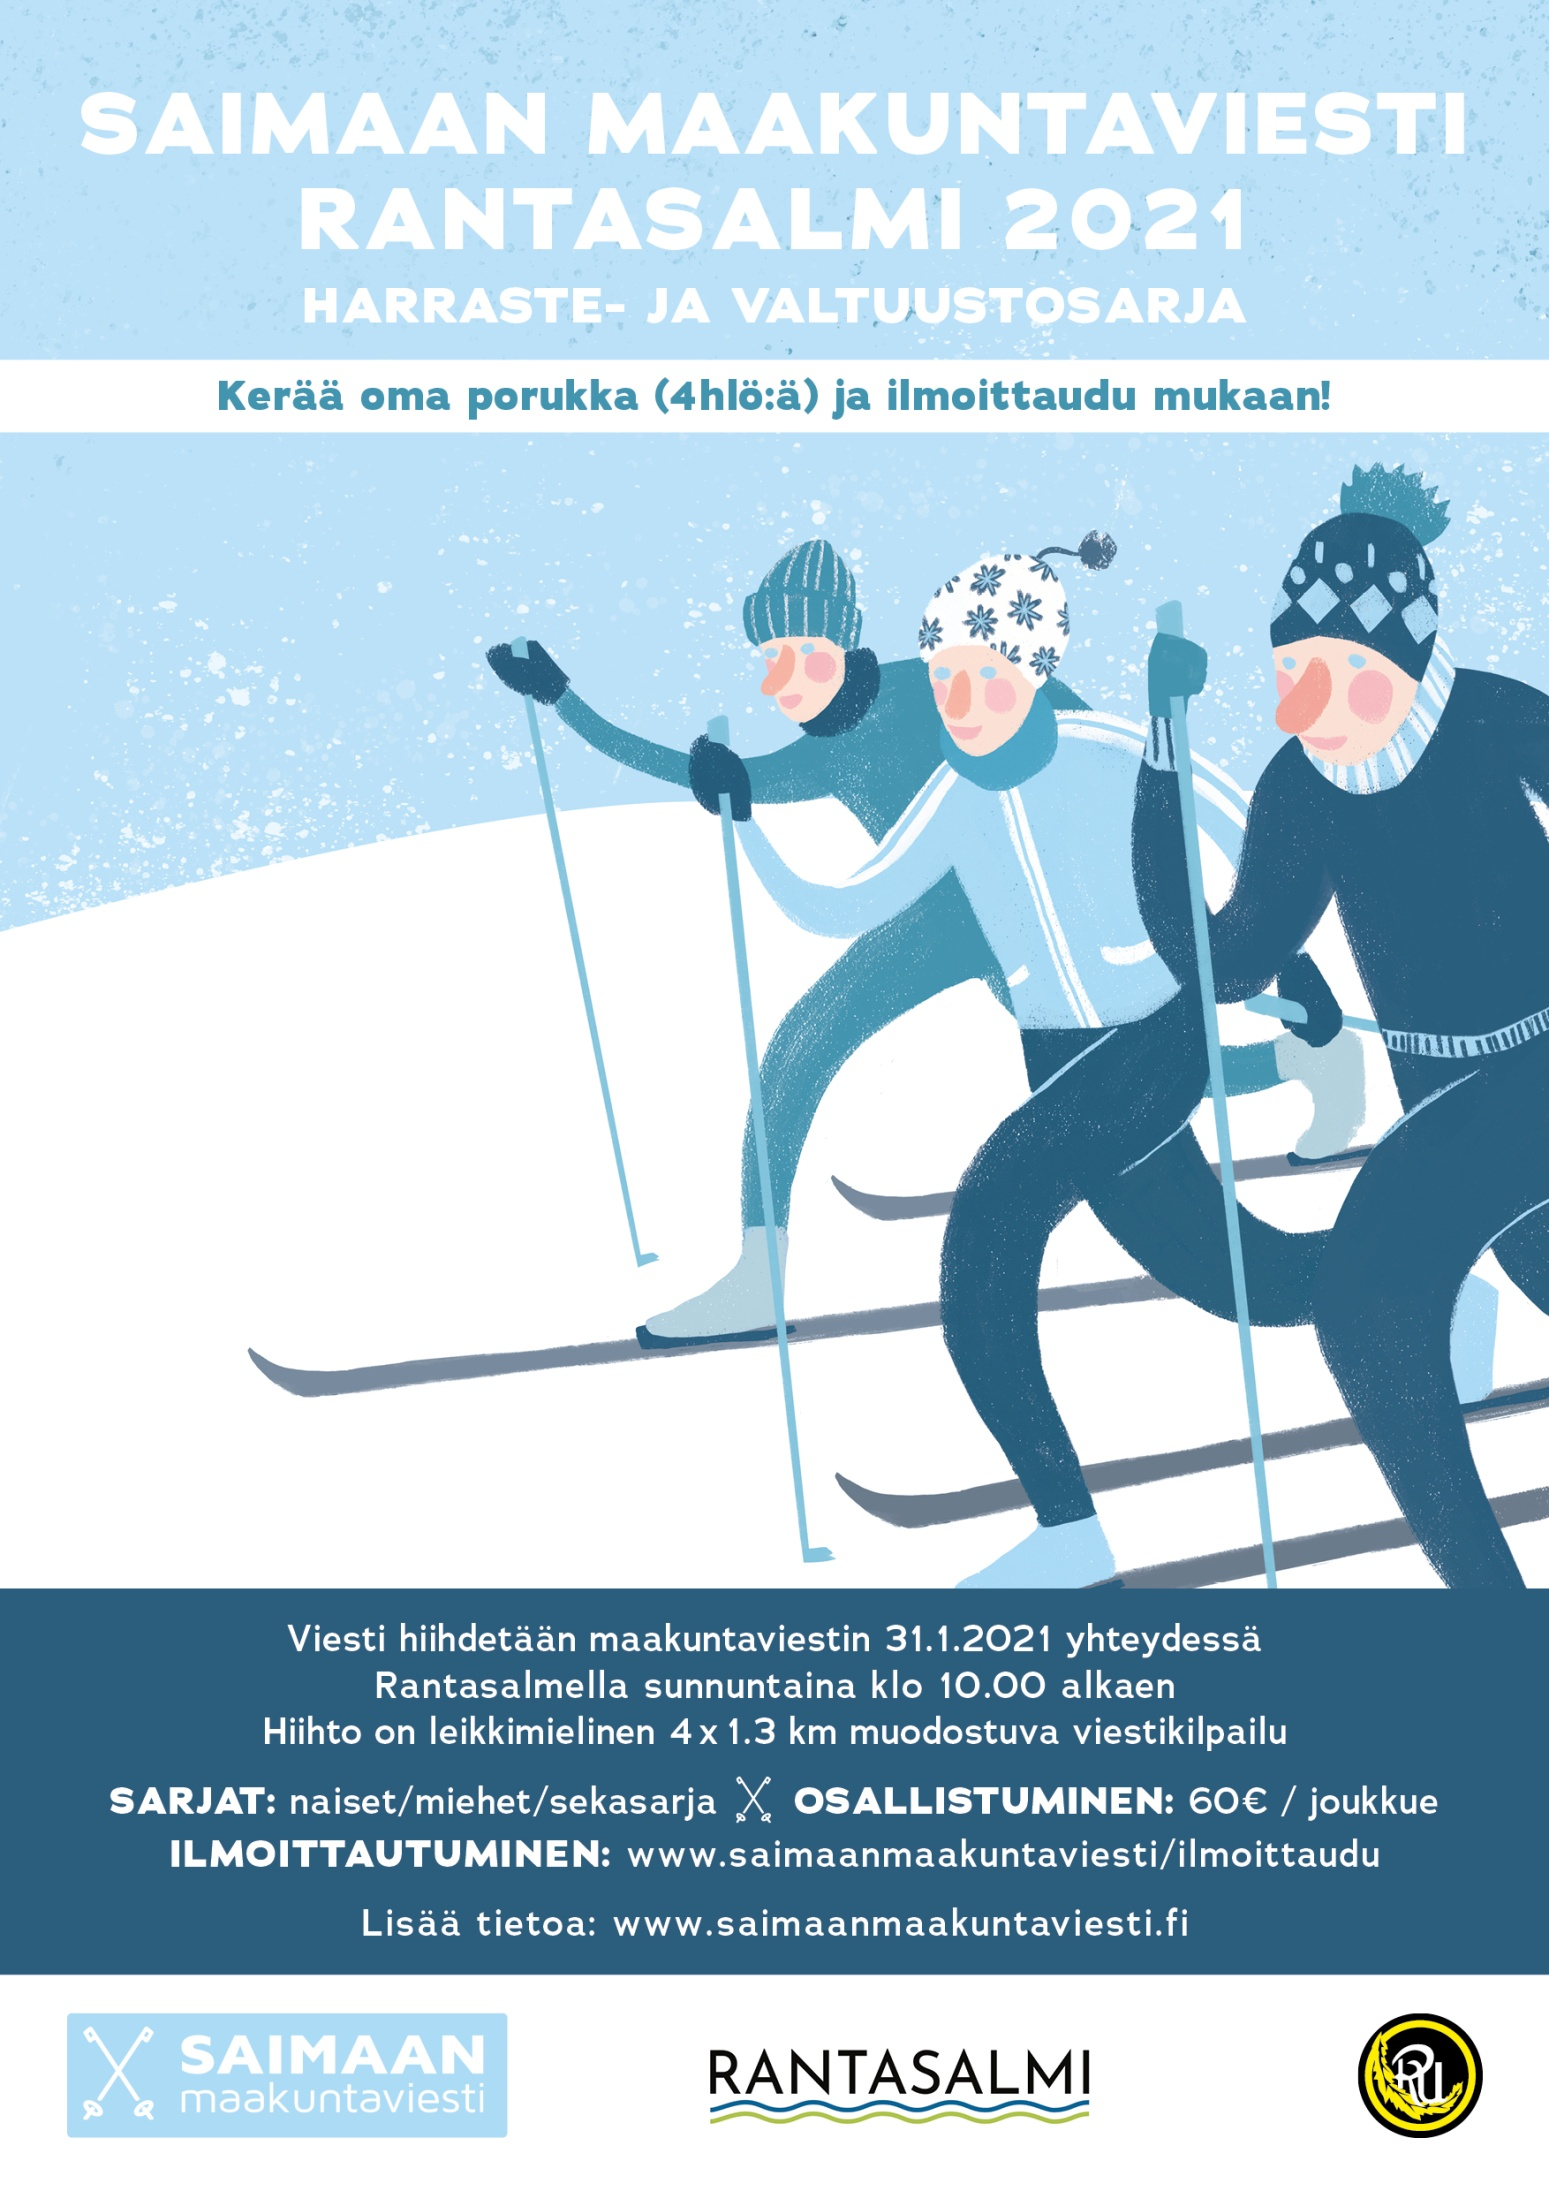 SAIMAAN MAAKUNTAVIESTI
RANTASALMI 2021
HARRASTE- JA VALTUUSTOSARJA
Kerää oma porukka (4hlö:ä) ja ilmoittaudu mukaan!
Viesti hiihdetään maakuntaviestin 31.1.2021 yhteydessä
Rantasalmella sunnuntaina klo 10.00 alkaen
Hiihto on leikkimielinen 4 x 1.3 km muodostuva viestikilpailu
SARJAT: naiset/miehet/sekasarja OSALLISTUMINEN: 60€ / joukkue
ILMOITTAUTUMINEN: www.saimaanmaakuntaviesti/ilmoittaudu
Lisää tietoa: www.saimaanmaakuntaviesti.fi
SAIMAAN
maakuntaviesti
RANTASALMI
RU